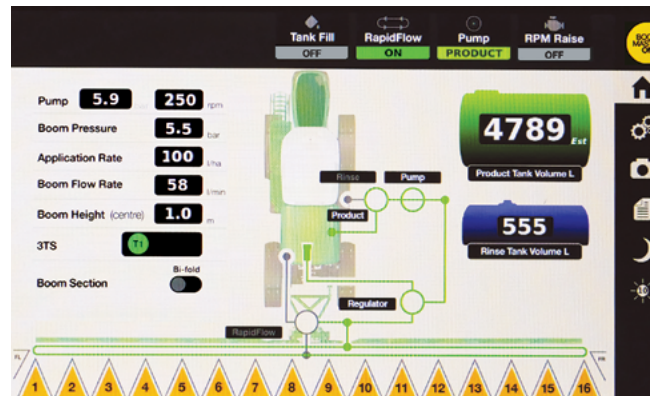 Tank Fill RapidFlow Pump RPM Raise
OFF ON PRODUCT OFF
Pump 5.9 250 rpm
Boom Pressure 5.5 bar
Application Rate 100 l/ha
Boom Flow Rate 58 l/min
Boom Height (centre) 1.0 m
3TS T1
Bi-fold
Boom Section
Rinse Pump
Product
Regulator
RapidFlow
4789 Est
Product Tank Volume L
555
Rinse Tank Volume L
FL FR
1 2 3 4 5 6 7 8 9 10 11 12 13 14 15 16